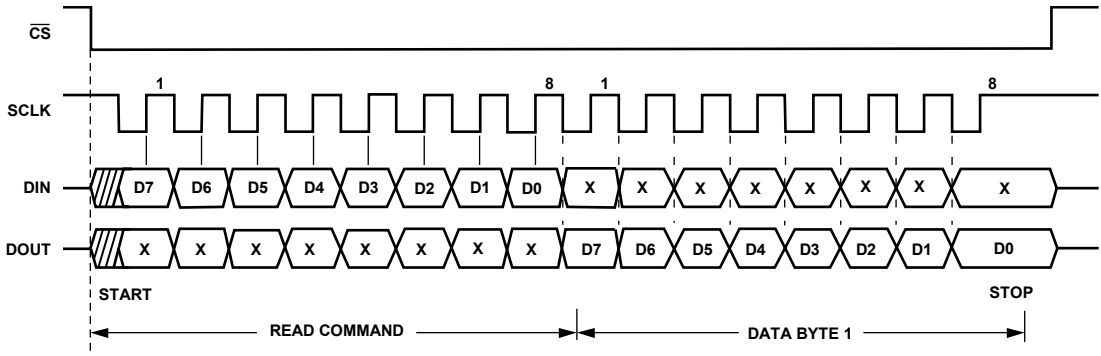 CS
1 8 1 8
SCLK
DIN D7 D6 D5 D4 D3 D2 D1 D0 X X X X X X X X
DOUT X X X X X X X X D7 D6 D5 D4 D3 D2 D1 D0
START STOP
READ COMMAND DATA BYTE 1